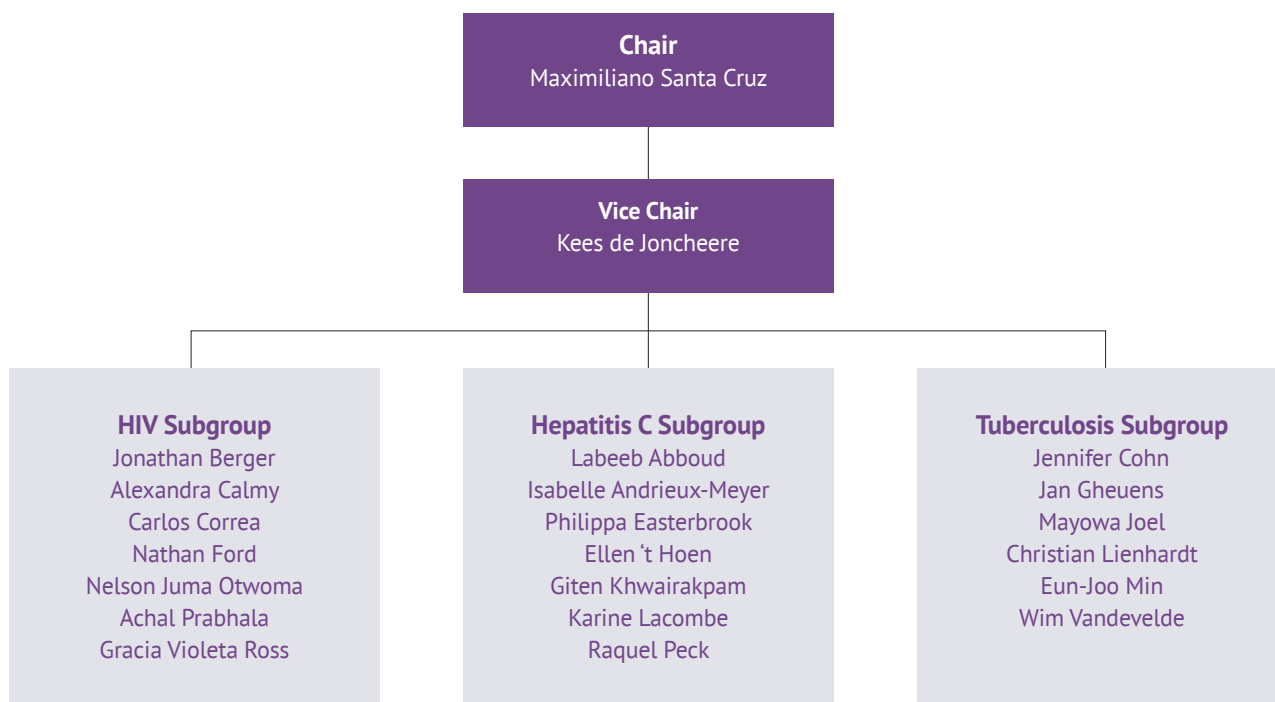 Chair
Maximiliano Santa Cruz
Vice Chair
Kees de Joncheere
HIV Subgroup
Jonathan Berger
Alexandra Calmy
Carlos Correa
Nathan Ford
Nelson Juma Otwoma
Achal Prabhala
Gracia Violeta Ross
Hepatitis C Subgroup
Labeeb Abboud
Isabelle Andrieux-Meyer
Philippa Easterbrook
Ellen ‘t Hoen
Giten Khwairakpam
Karine Lacombe
Raquel Peck
Tuberculosis Subgroup
Jennifer Cohn
Jan Gheuens
Mayowa Joel
Christian Lienhardt
Eun-Joo Min
Wim Vandevelde